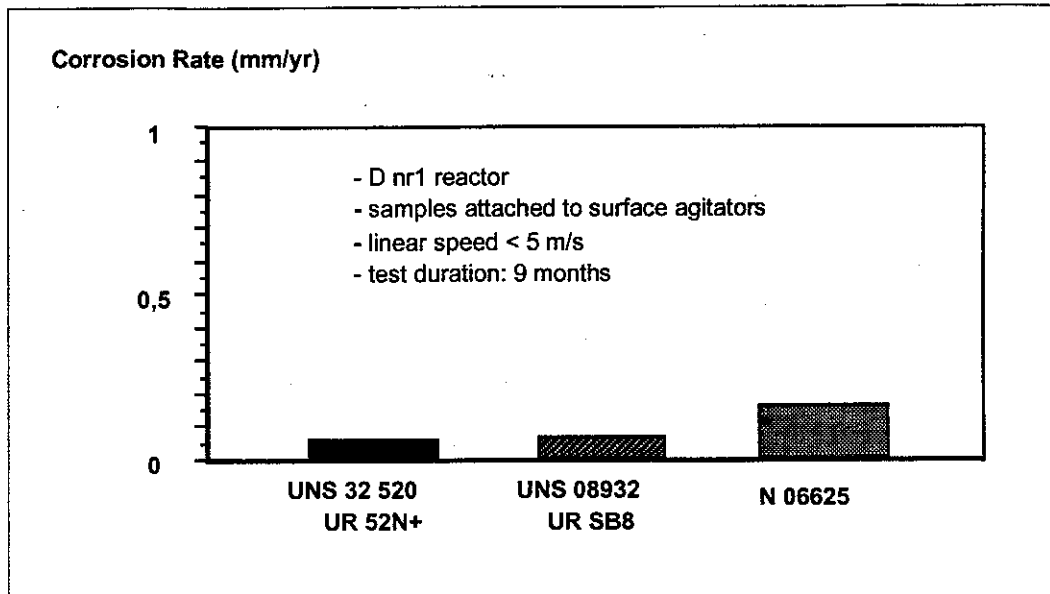 Corrosion Rate (mm/yr)
1
- D nr1 reactor
- samples attached to surface agitators
- linear speed < 5 m/s
- test duration: 9 months
0,5
0
UNS 32 520
UR 52N+
UNS 08932
UR SB8
N 06625